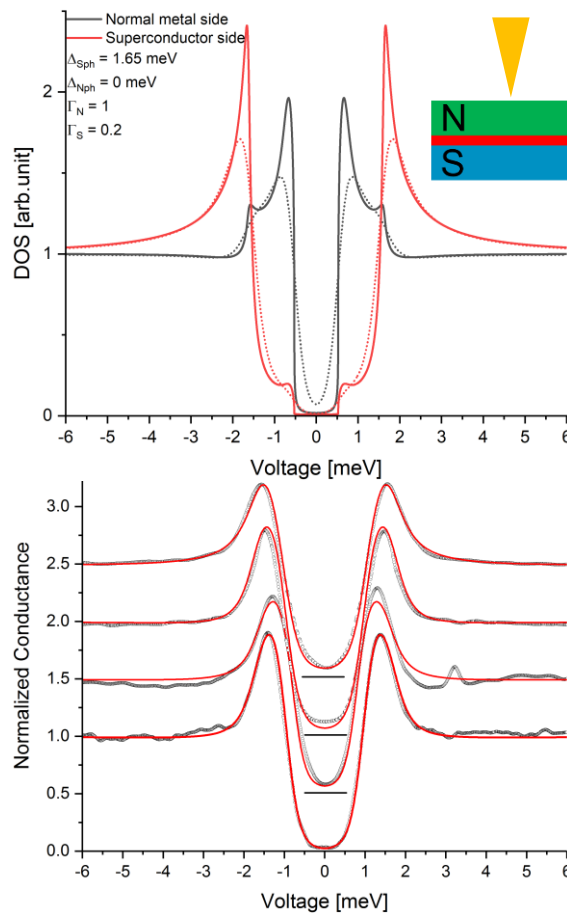 Normal metal side
Superconductor side
ΔSph = 1.65 meV
ΔNph = 0 meV
ΓN = 1
ΓS = 0.2
N
S
DOS [arb.unit]
2
1
0
-6 -5 -4 -3 -2 -1 0 1 2 3 4 5 6
Voltage [meV]
Normalized Conductance
3.0
2.5
2.0
1.5
1.0
0.5
0.0
-6 -5 -4 -3 -2 -1 0 1 2 3 4 5 6
Voltage [meV]